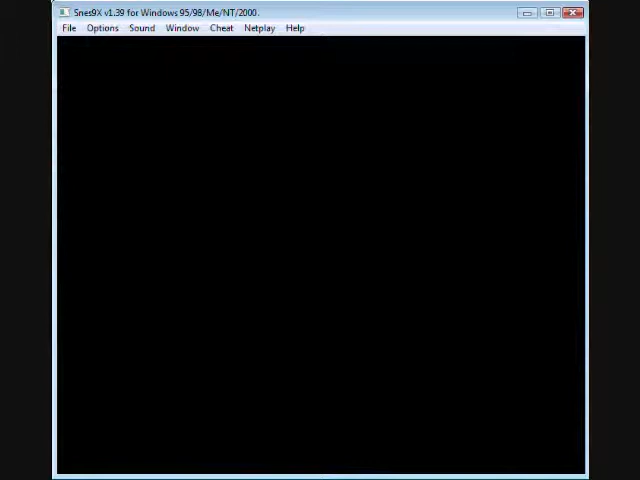 Snes9X v1.39 for Windows 95/98/Me/NT/2000.
File Options Sound Window Cheat Netplay Help